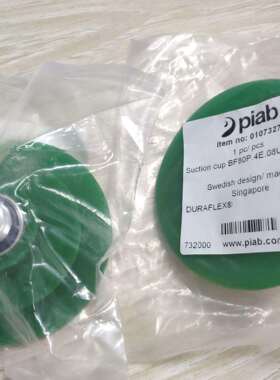 piab
item no: 0107327
1 pc/ pcs
Suction cup BF80P 4E.08U
Swedish design/ ma
Singapore
DURAFLEX®
732000
www.piab.com